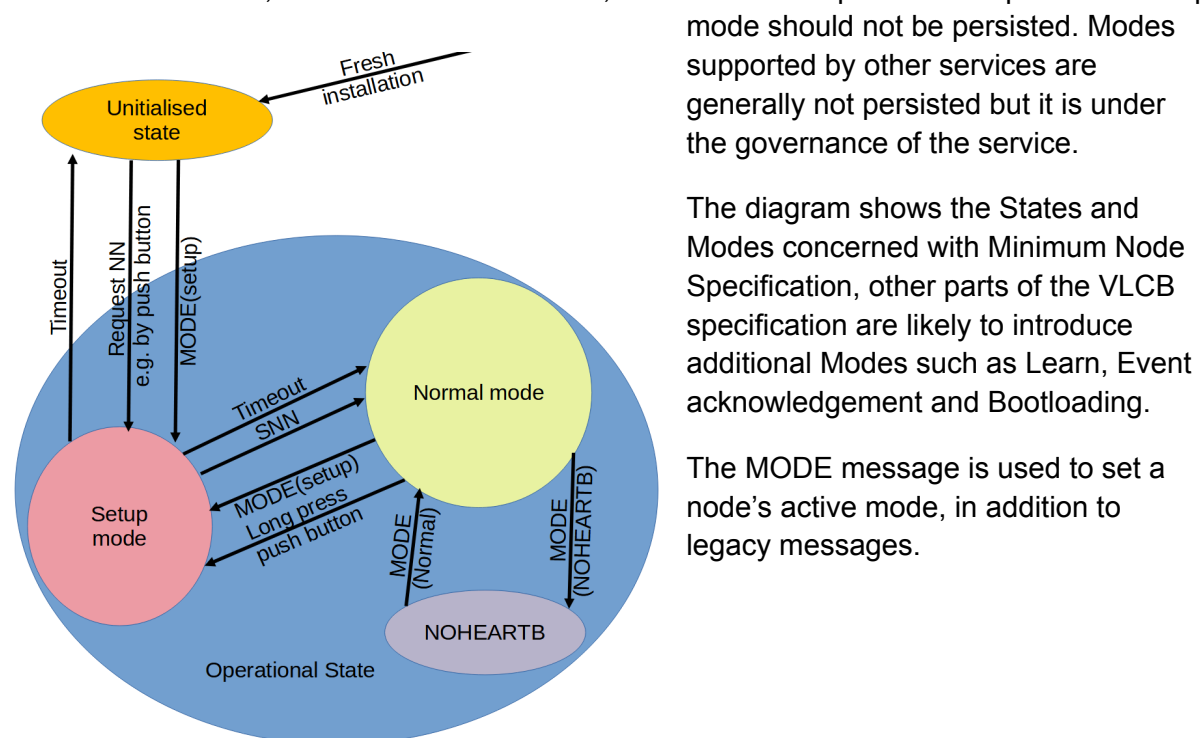 mode should not be persisted. Modes
supported by other services are
generally not persisted but it is under
the governance of the service.
The diagram shows the States and
Modes concerned with Minimum Node
Specification, other parts of the VLCB
specification are likely to introduce
additional Modes such as Learn, Event
acknowledgement and Bootloading.
The MODE message is used to set a
node's active mode, in addition to
legacy messages.
Fresh
installation
Unitialised
state
Timeout
Request NN
e.g. by push button
MODE(setup)
Timeout
SNN
Normal mode
MODE(setup)
Long press
push button
Setup
mode
MODE
(Normal)
MODE
(NOHEARTB)
NOHEARTB
Operational State